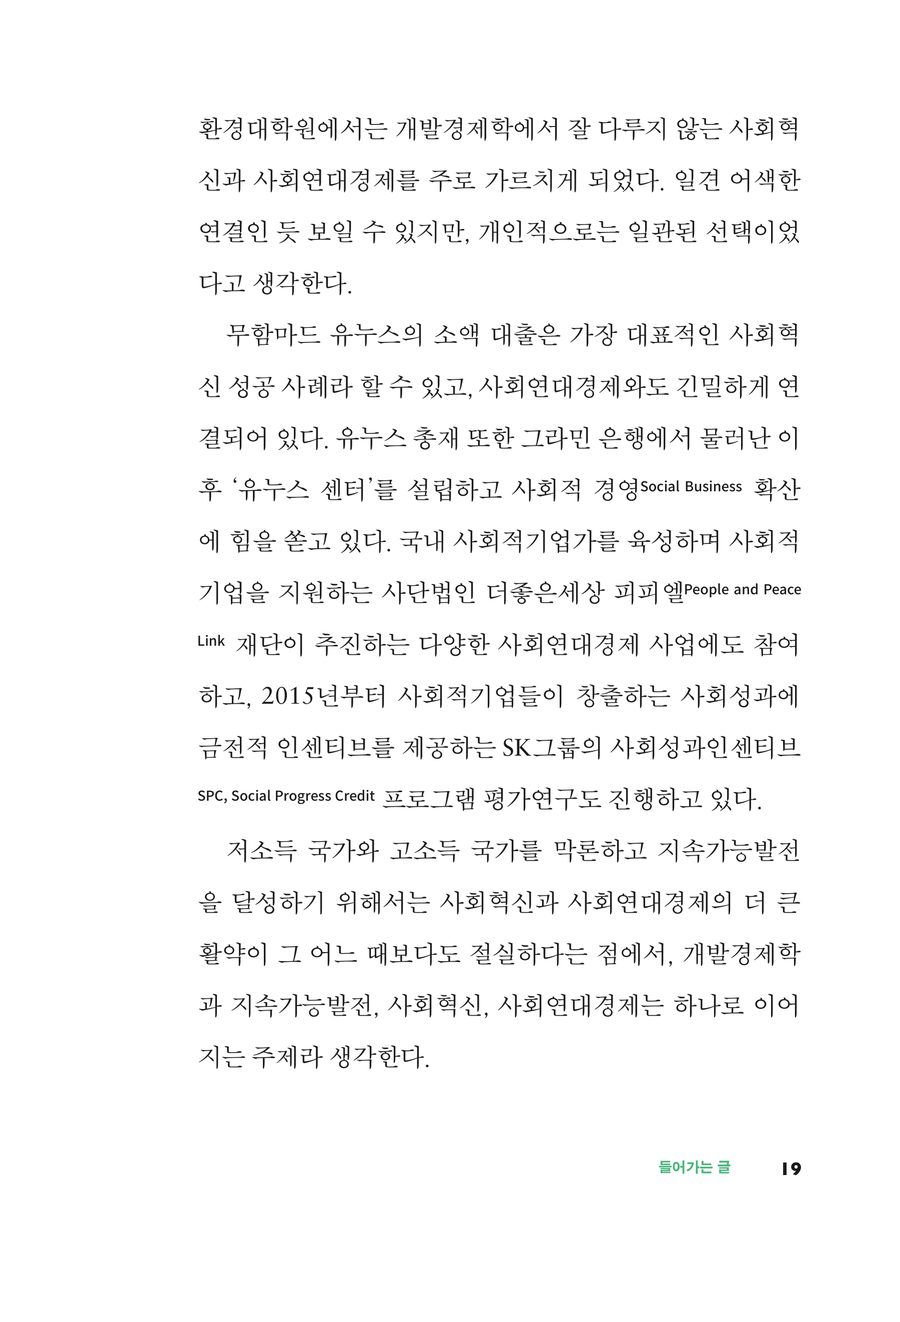 환경대학원에서는 개발경제학에서 잘 다루지 않는 사회혁
신과 사회연대경제를 주로 가르치게 되었다. 일견 어색한
연결인 듯 보일 수 있지만, 개인적으로는 일관된 선택이었
다고 생각한다.
무함마드 유누스의 소액 대출은 가장 대표적인 사회혁
신 성공 사례라 할 수 있고, 사회연대경제와도 긴밀하게 연
결되어 있다. 유누스 총재 또한 그라민 은행에서 물러난 이
후 ‘유누스 센터’를 설립하고 사회적 경영Social Business 확산
에 힘을 쏟고 있다. 국내 사회적기업가를 육성하며 사회적
기업을 지원하는 사단법인 더좋은세상 피피엘People and Peace
Link 재단이 추진하는 다양한 사회연대경제 사업에도 참여
하고, 2015년부터 사회적기업들이 창출하는 사회성과에
금전적 인센티브를 제공하는 SK그룹의 사회성과인센티브
SPC, Social Progress Credit 프로그램 평가연구도 진행하고 있다.
저소득 국가와 고소득 국가를 막론하고 지속가능발전
을 달성하기 위해서는 사회혁신과 사회연대경제의 더 큰
활약이 그 어느 때보다도 절실하다는 점에서, 개발경제학
과 지속가능발전, 사회혁신, 사회연대경제는 하나로 이어
지는 주제라 생각한다.
들어가는 글 19